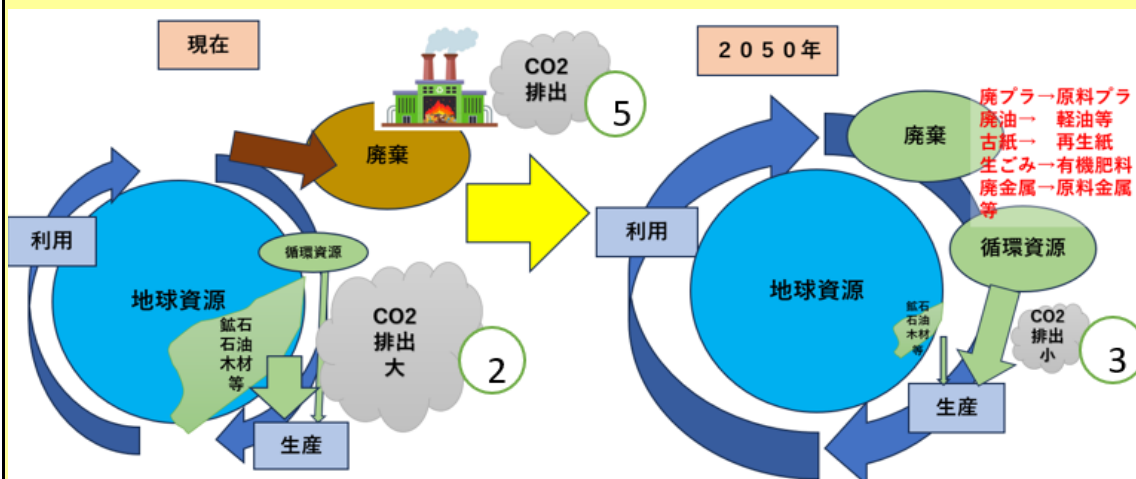 現在
CO2
排出
5
廃棄
利用
循環資源
地球資源
鉱石
石油
木材
等
CO2
排出
大
2
生産
２０５０年
廃棄
廃プラ→原料プラ
廃油→ 軽油等
古紙→ 再生紙
生ごみ→有機肥料
廃金属→原料金属
等
利用
循環資源
地球資源
鉱石
石油
木材
等
CO2
排出
小
3
生産